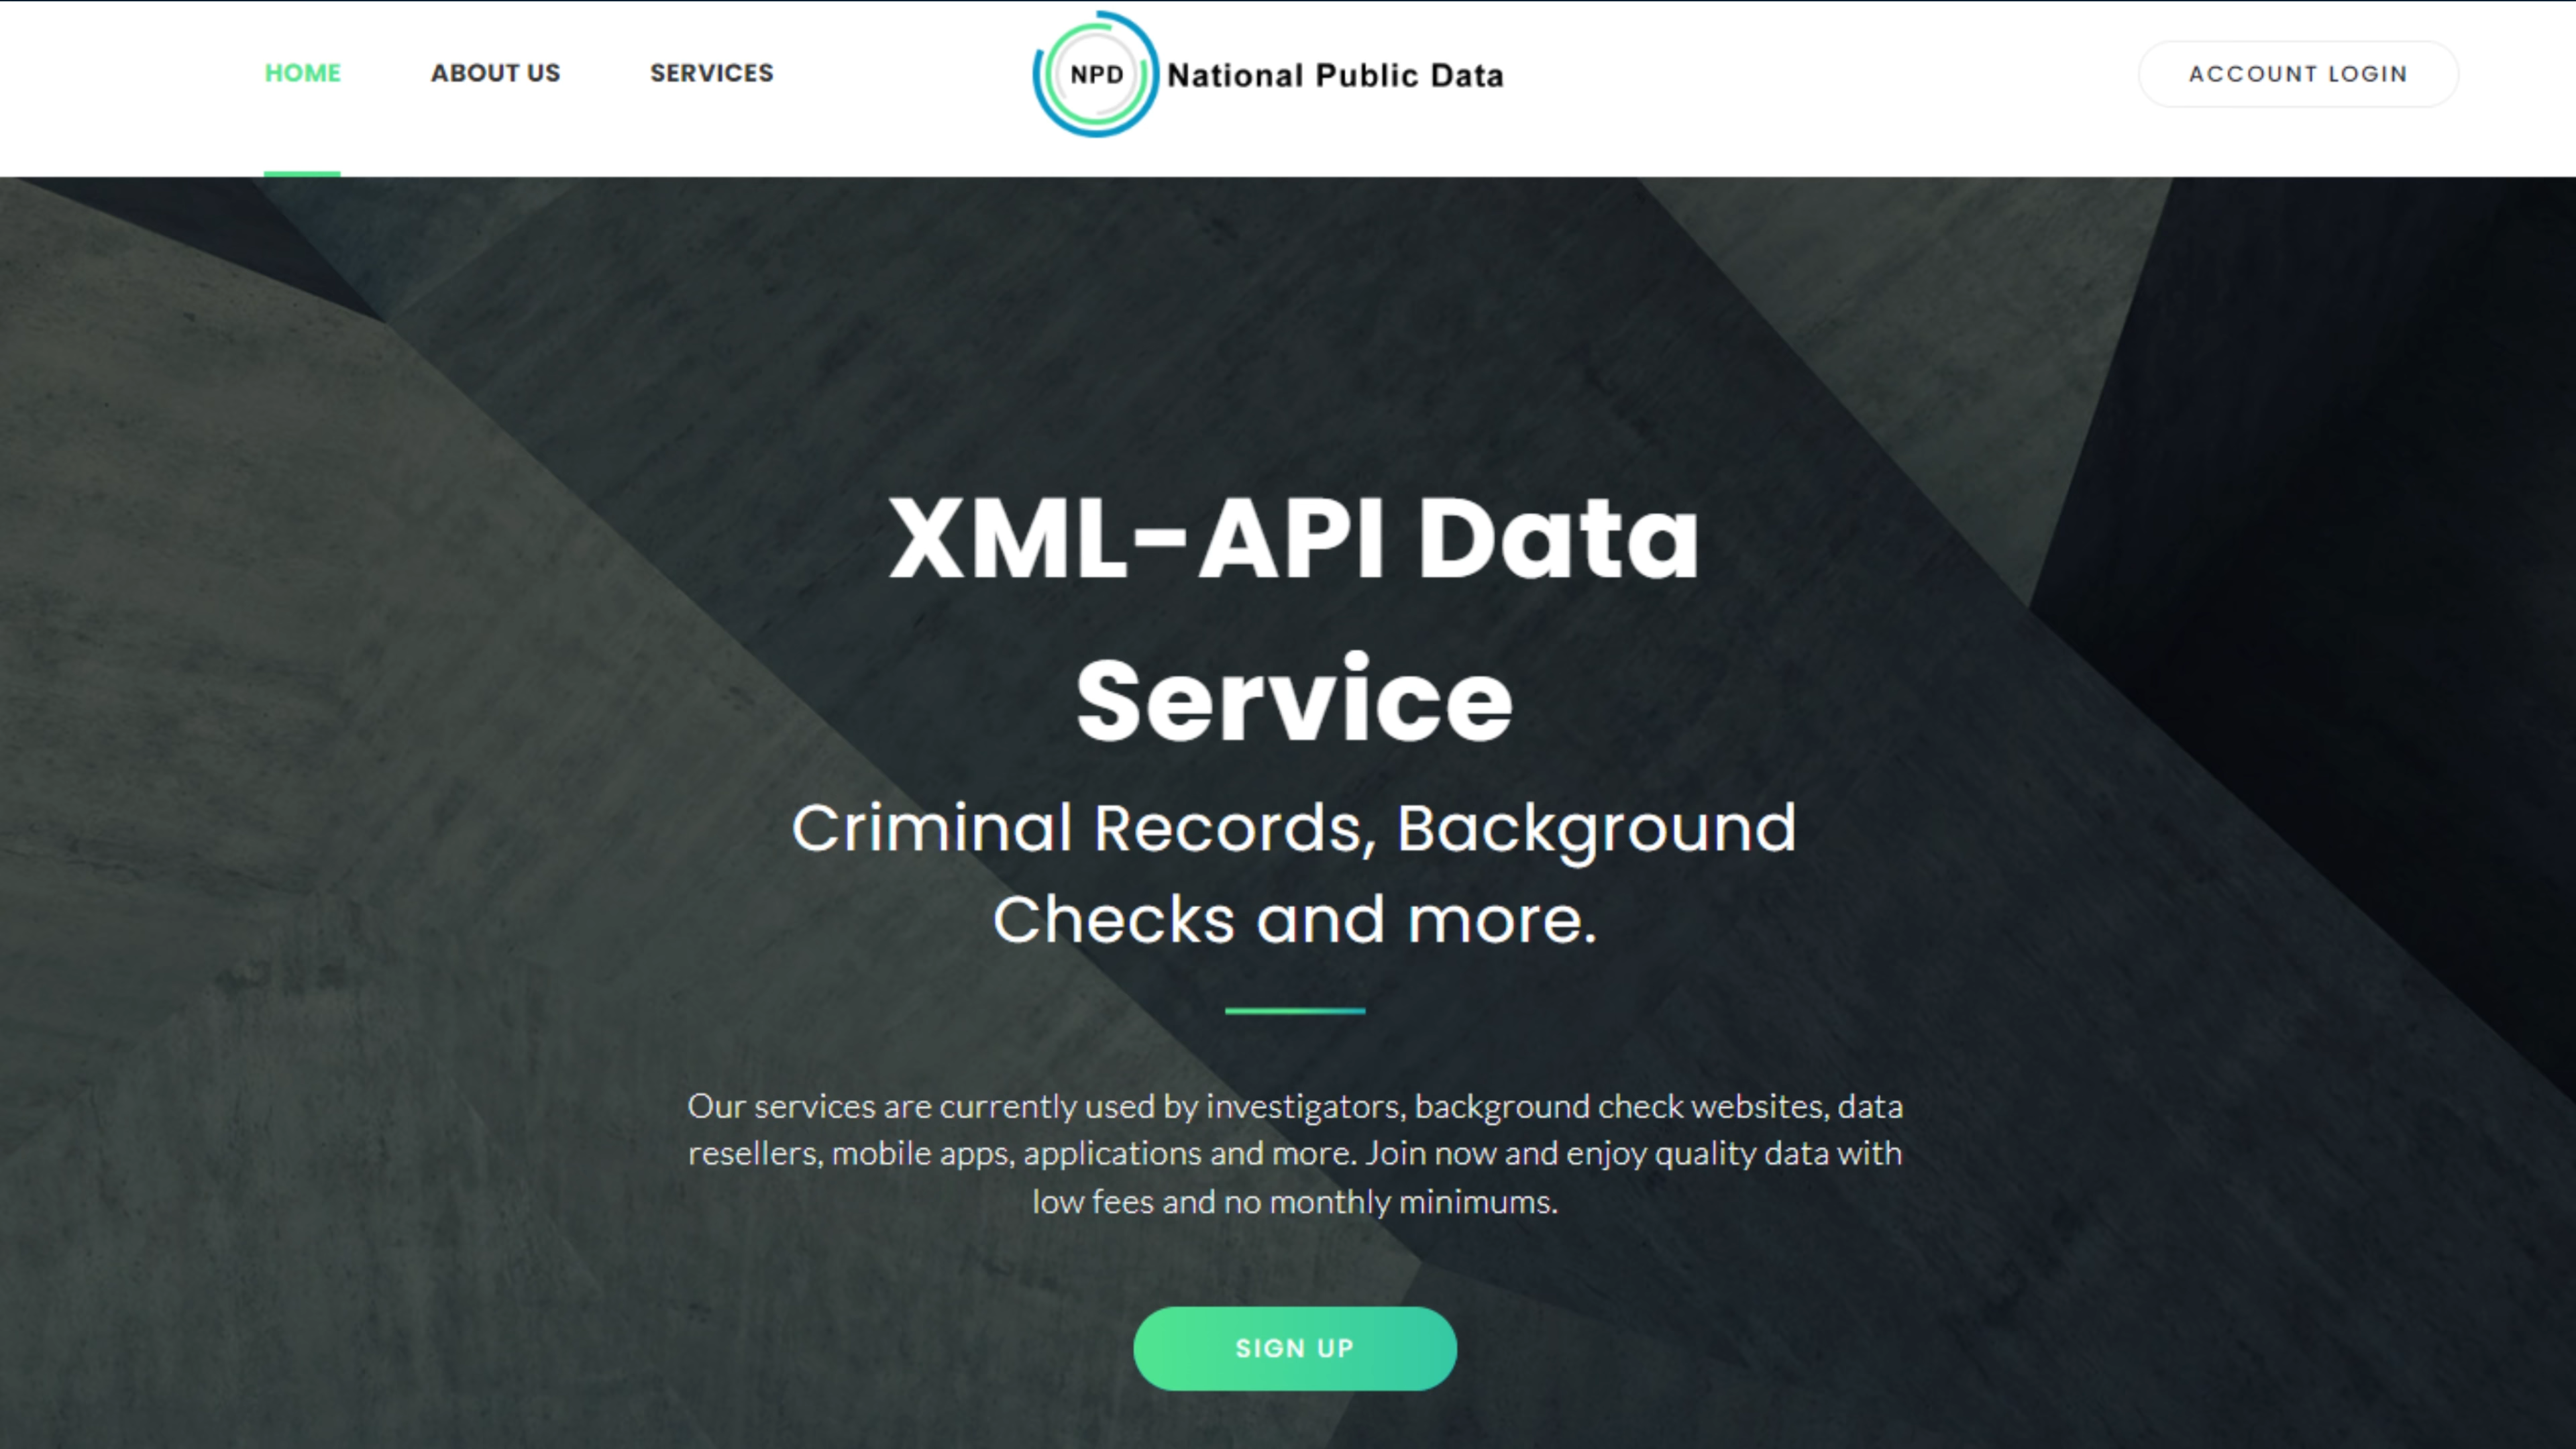 HOME ABOUT US SERVICES NPD National Public Data ACCOUNT LOGIN
XML-API Data
Service
Criminal Records, Background
Checks and more.
Our services are currently used by investigators, background check websites, data
resellers, mobile apps, applications and more. Join now and enjoy quality data with
low fees and no monthly minimums.
SIGN UP